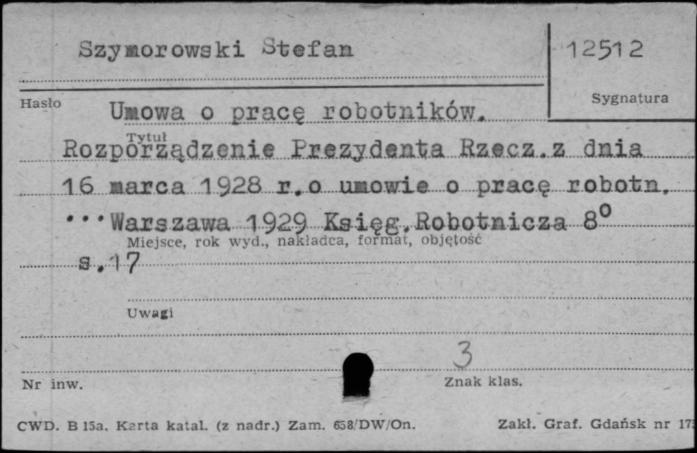 Szymorowski Stefan
12512
Hasło
Sygnatura
Umowa o pracę robotników.
Tytuł
Rozporządzenie Prezydenta Rzecz.z dnia
16 marca 1928 r.o umowie o pracę robotn.
...Warszawa 1929 Księg.Robotnicza 8°
Miejsce, rok wyd., nakładca, format, objętość
s.17
Uwagi
3
Nr inw.
Znak klas.
CWD. B 15a. Karta katal. (z nadr.) Zam. 658/DW/On.
Zakł. Graf. Gdańsk nr